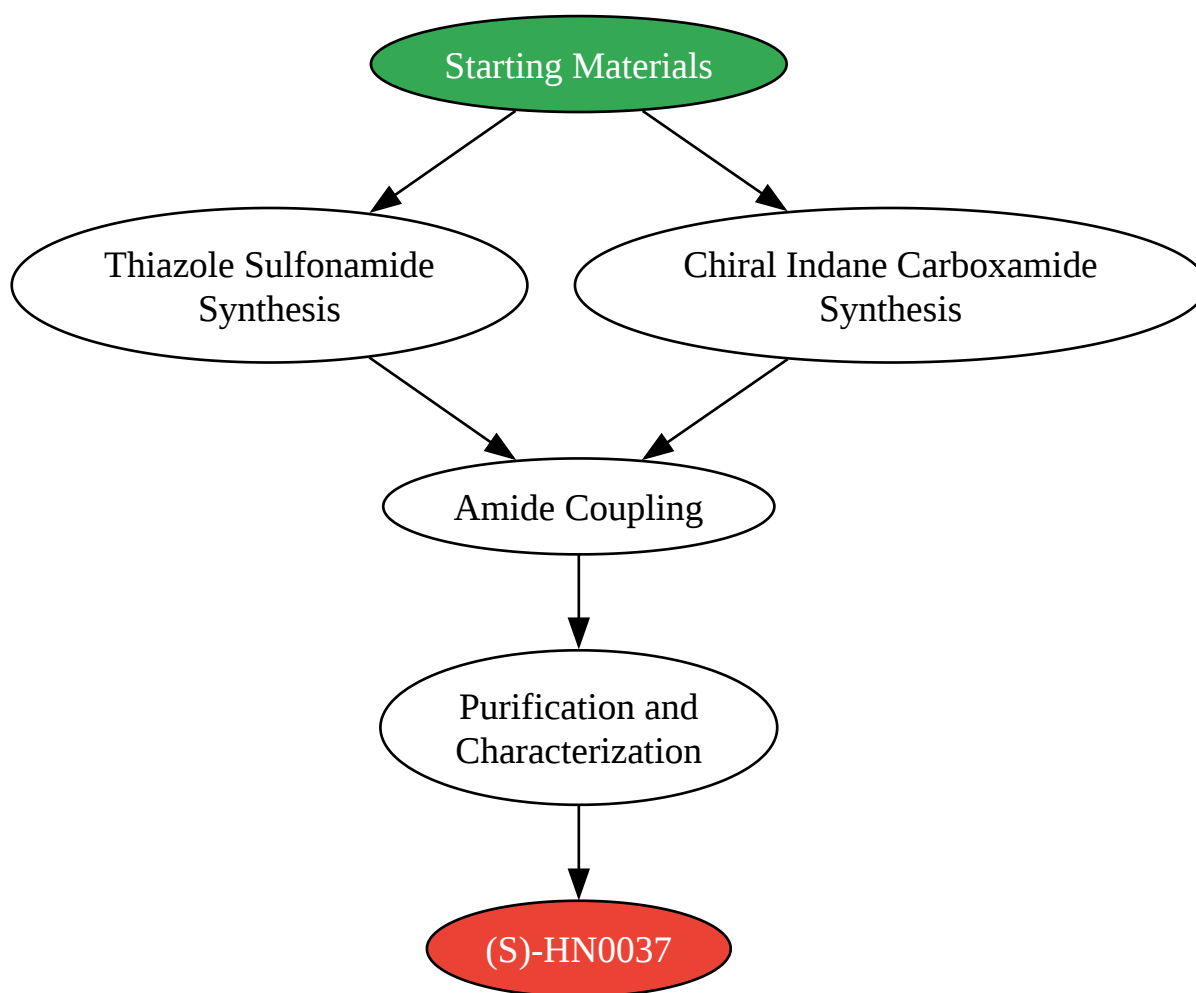 Starting Materials
Thiazole Sulfonamide
Synthesis
Chiral Indane Carboxamide
Synthesis
Amide Coupling
Purification and
Characterization
(S)-HN0037